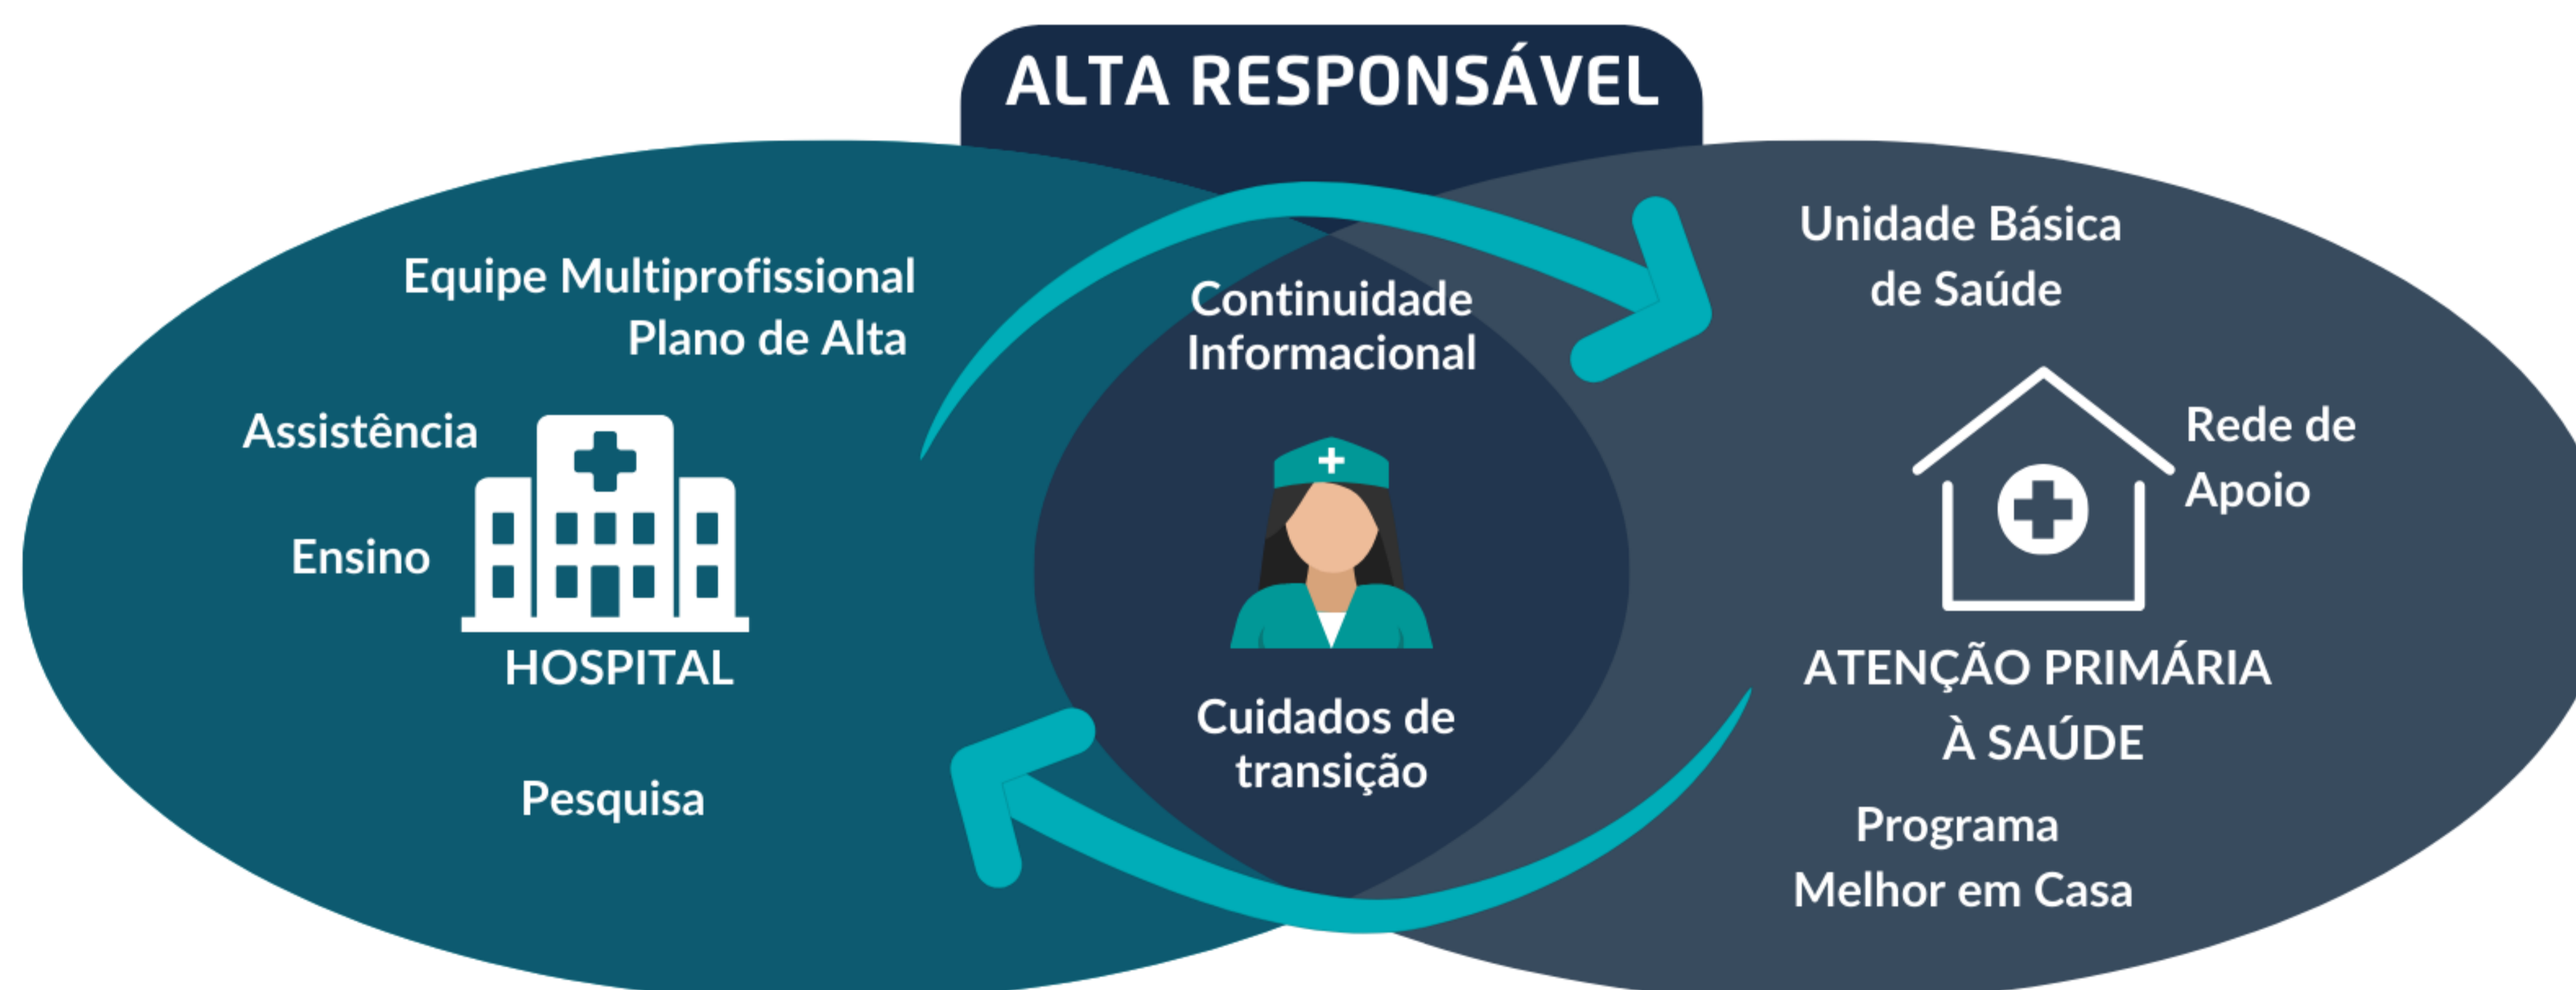 ALTA RESPONSÁVEL
Equipe Multiprofissional
Plano de Alta
Assistência
Ensino
HOSPITAL
Pesquisa
Continuidade
Informacional
Cuidados de
transição
Unidade Básica
de Saúde
Rede de
Apoio
ATENÇÃO PRIMÁRIA
À SAÚDE
Programa
Melhor em Casa